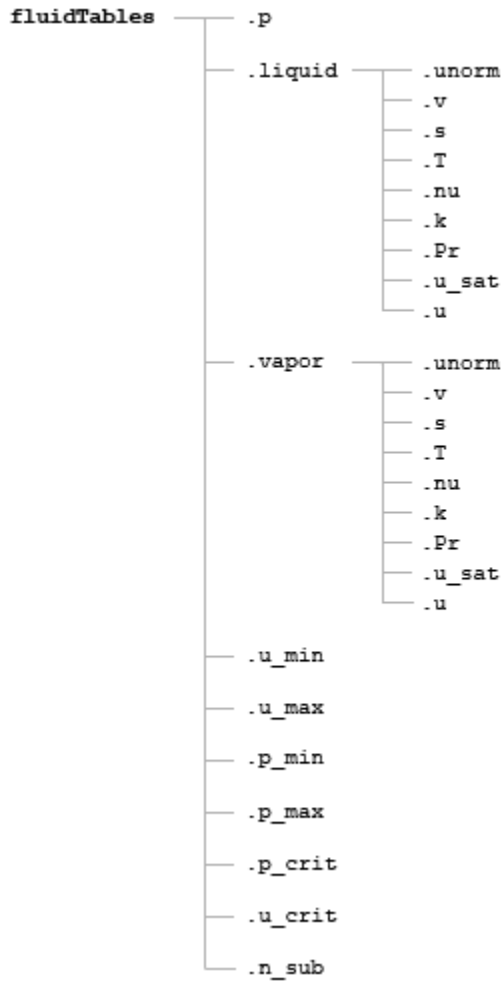 fluidTables .p
.liquid .unorm
.v
.s
.T
.nu
.k
.Pr
.u_sat
.u
.vapor .unorm
.v
.s
.T
.nu
.k
.Pr
.u_sat
.u
.u_min
.u_max
.p_min
.p_max
.p_crit
.u_crit
.n_sub